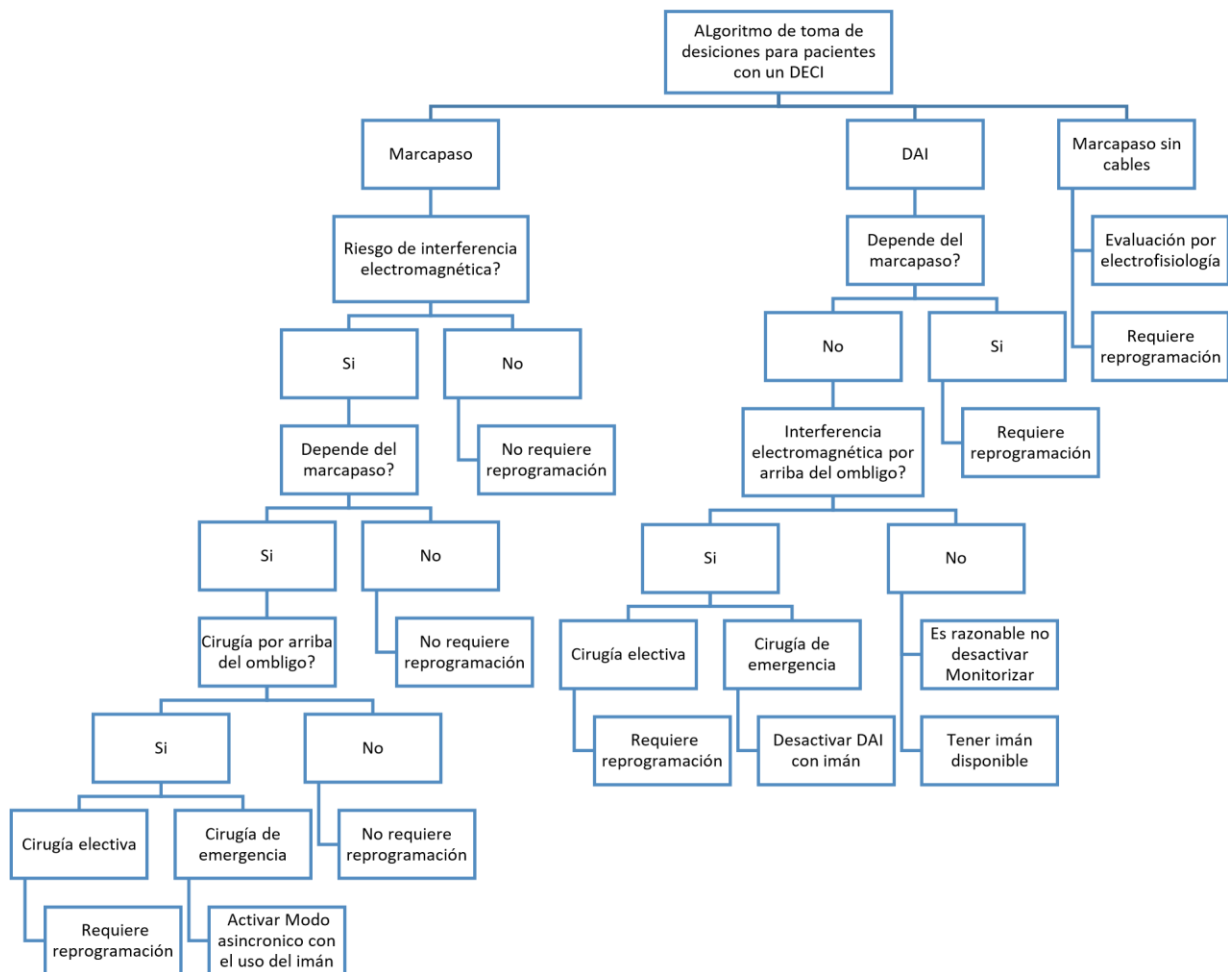 ALgoritmo de toma de
desiciones para pacientes
con un DECI
Marcapaso
DAI
Marcapaso sin
cables
Riesgo de interferencia
electromagnética?
Depende del
marcapaso?
Evaluación por
electrofisiología
Si
No
No
Si
Requiere
reprogramación
Depende del
marcapaso?
No requiere
reprogramación
Interferencia
electromagnética por
arriba del ombligo?
Requiere
reprogramación
Si
No
Si
No
Cirugía por arriba
del ombligo?
No requiere
reprogramación
Cirugía electiva
Cirugía de
emergencia
Es razonable no
desactivar
Monitorizar
Si
No
Requiere
reprogramación
Desactivar DAI
con imán
Tener imán
disponible
Cirugía electiva
Cirugía de
emergencia
No requiere
reprogramación
Requiere
reprogramación
Activar Modo
asincronico con
el uso del imán